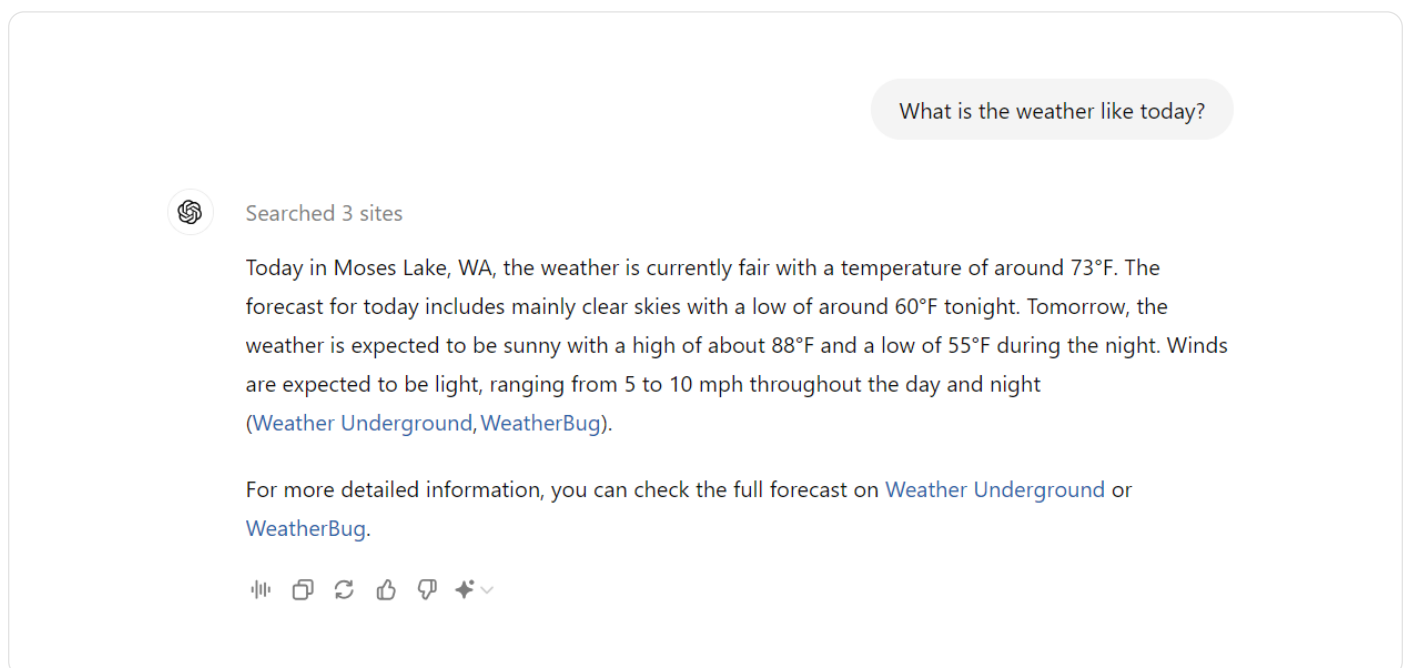 What is the weather like today?
Searched 3 sites
Today in Moses Lake, WA, the weather is currently fair with a temperature of around 73°F. The
forecast for today includes mainly clear skies with a low of around 60°F tonight. Tomorrow, the
weather is expected to be sunny with a high of about 88°F and a low of 55°F during the night. Winds
are expected to be light, ranging from 5 to 10 mph throughout the day and night
(Weather Underground, WeatherBug).
For more detailed information, you can check the full forecast on Weather Underground or
WeatherBug.